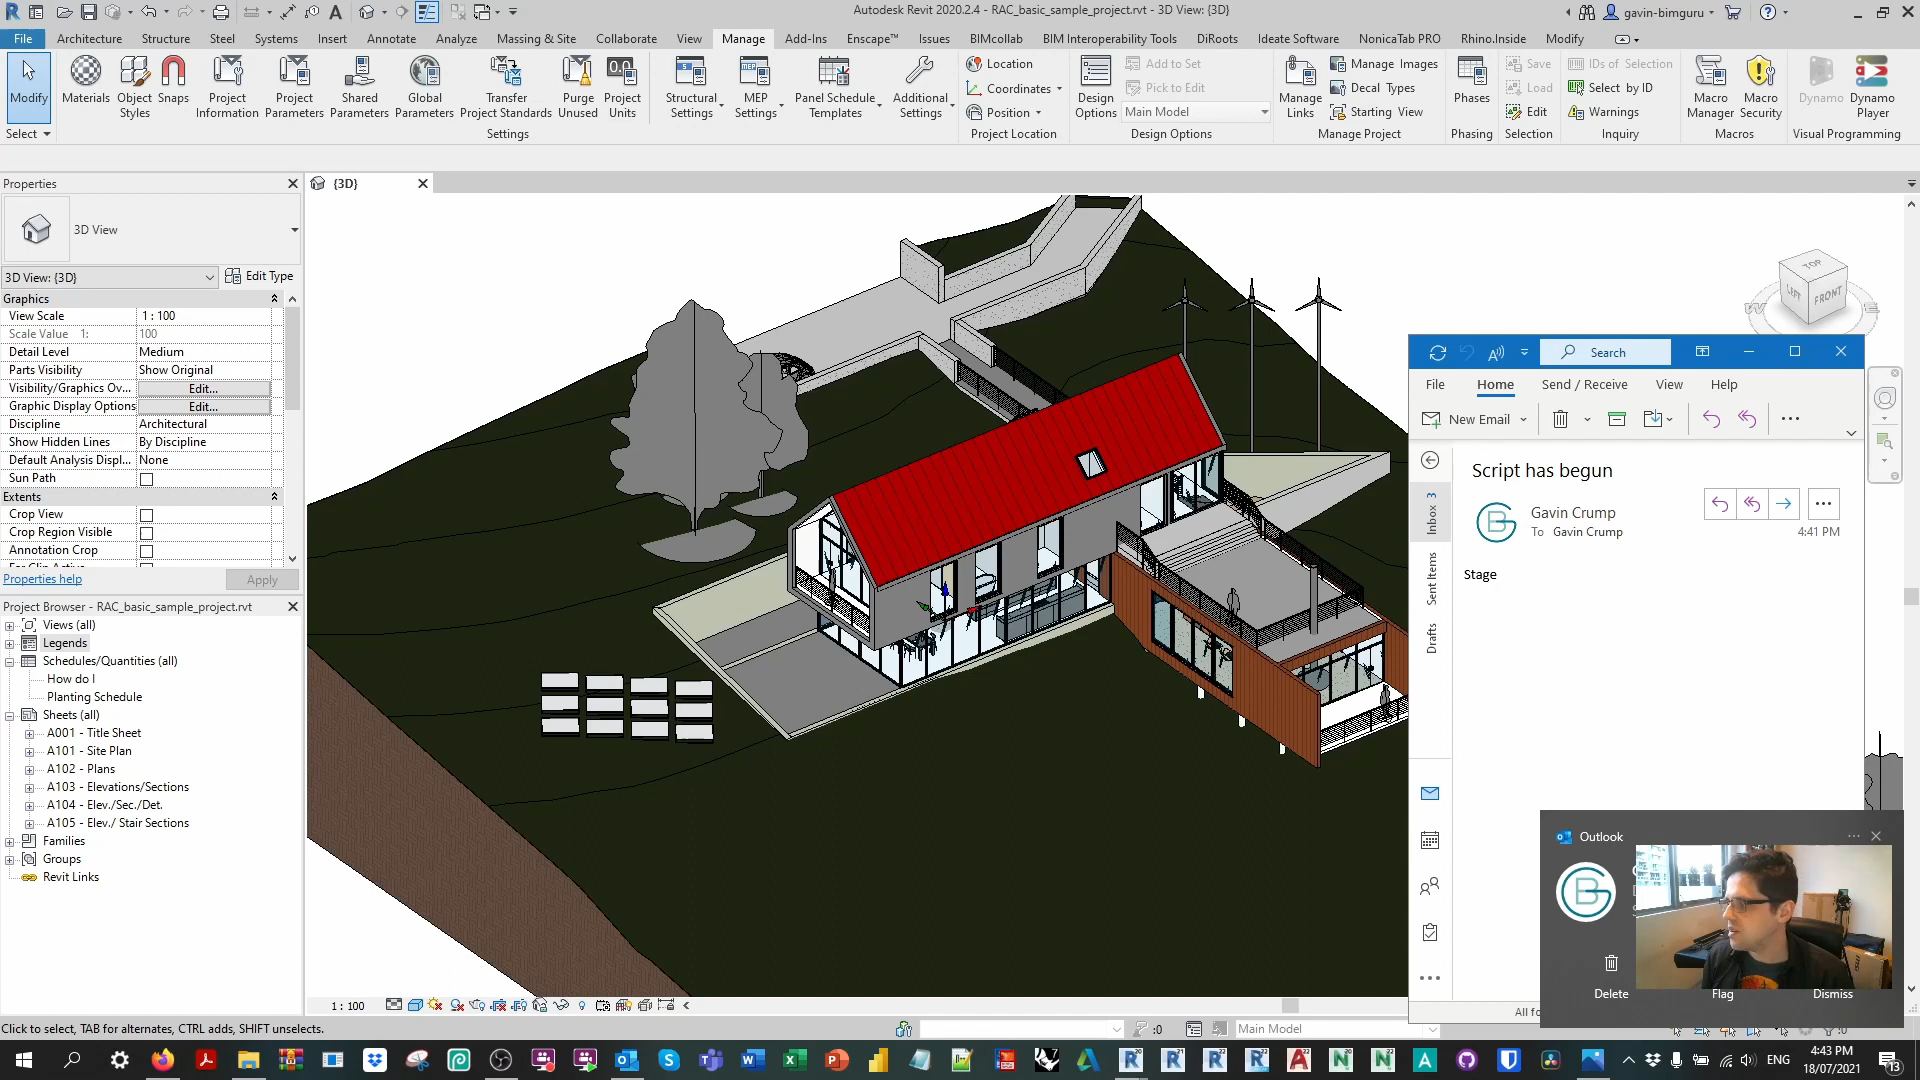 Autodesk Revit 2020.2.4 - RAC_basic_sample_project.rvt - 3D View: {3D}
gavin-bimguru
File Architecture Structure Steel Systems Insert Annotate Analyze Massing & Site Collaborate View Manage Add-Ins Enscape™ Issues BIMcollab BIM Interoperability Tools DiRoots Ideate Software NonicaTab PRO Rhino.Inside Modify
Modify
Materials
Object Styles
Snaps
Project Information
Project Parameters
Shared Parameters
Global Parameters
Transfer Project Standards
Purge Unused
Project Units
Structural Settings
MEP Settings
Panel Schedule Templates
Additional Settings
Location
Coordinates
Position
Design Options
Add to Set
Pick to Edit
Main Model
Manage Links
Manage Images
Decal Types
Starting View
Phases
Save
Load
Edit
IDs of Selection
Select by ID
Warnings
Macro Manager
Macro Security
Dynamo
Dynamo Player
Select Settings Project Location Design Options Manage Project Phasing Selection Inquiry Macros Visual Programming
Properties
{3D}
3D View
3D View: {3D} Edit Type
Graphics
View Scale 1 : 100
Scale Value 1: 100
Detail Level Medium
Parts Visibility Show Original
Visibility/Graphics Ov... Edit...
Graphic Display Options Edit...
Discipline Architectural
Show Hidden Lines By Discipline
Default Analysis Displ... None
Sun Path
Extents
Crop View
Crop Region Visible
Annotation Crop
Properties help Apply
Project Browser - RAC_basic_sample_project.rvt
Views (all)
Legends
Schedules/Quantities (all)
How do I
Planting Schedule
Sheets (all)
A001 - Title Sheet
A101 - Site Plan
A102 - Plans
A103 - Elevations/Sections
A104 - Elev./Sec./Det.
A105 - Elev./ Stair Sections
Families
Groups
Revit Links
TOP
LEFT FRONT
W E
Search
File Home Send / Receive View Help
New Email
Script has begun
Gavin Crump
To Gavin Crump
4:41 PM
Stage
Inbox 3
Sent Items
Drafts
Outlook
Delete Flag Dismiss
1 : 100
Click to select, TAB for alternates, CTRL adds, SHIFT unselects.
:0
Main Model
ENG
4:43 PM
18/07/2021
13